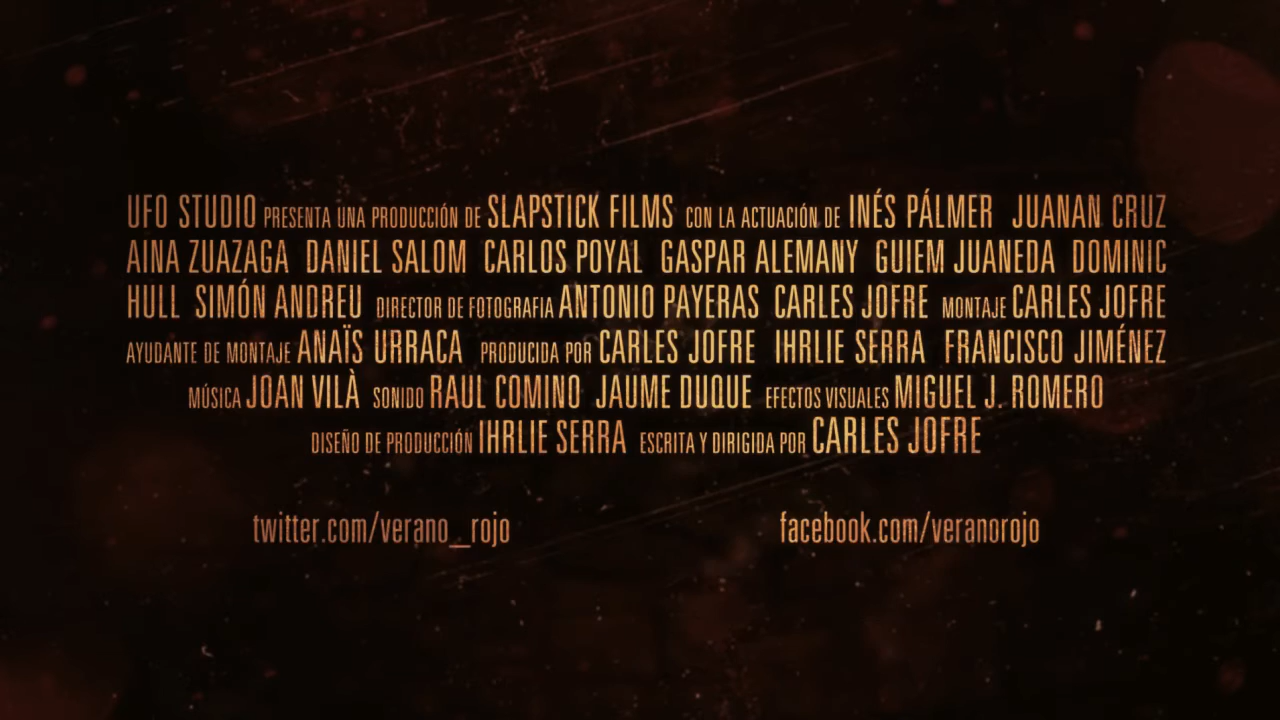 UFO STUDIO PRESENTA UNA PRODUCCIÓN DE SLAPSTICK FILMS CON LA ACTUACIÓN DE INÉS PÁLMER JUANAN CRUZ
AINA ZUAZAGA DANIEL SALOM CARLOS POYAL GASPAR ALEMANY GUIEM JUANEDA DOMINIC
HULL SIMÓN ANDREU DIRECTOR DE FOTOGRAFIA ANTONIO PAYERAS CARLES JOFRE MONTAJE CARLES JOFRE
AYUDANTE DE MONTAJE ANAÏS URRACA PRODUCIDA POR CARLES JOFRE IHRLIE SERRA FRANCISCO JIMÉNEZ
MÚSICA JOAN VILÀ SONIDO RAUL COMINO JAUME DUQUE EFECTOS VISUALES MIGUEL J. ROMERO
DISEÑO DE PRODUCCIÓN IHRLIE SERRA ESCRITA Y DIRIGIDA POR CARLES JOFRE
twitter.com/verano_rojo facebook.com/veranorojo